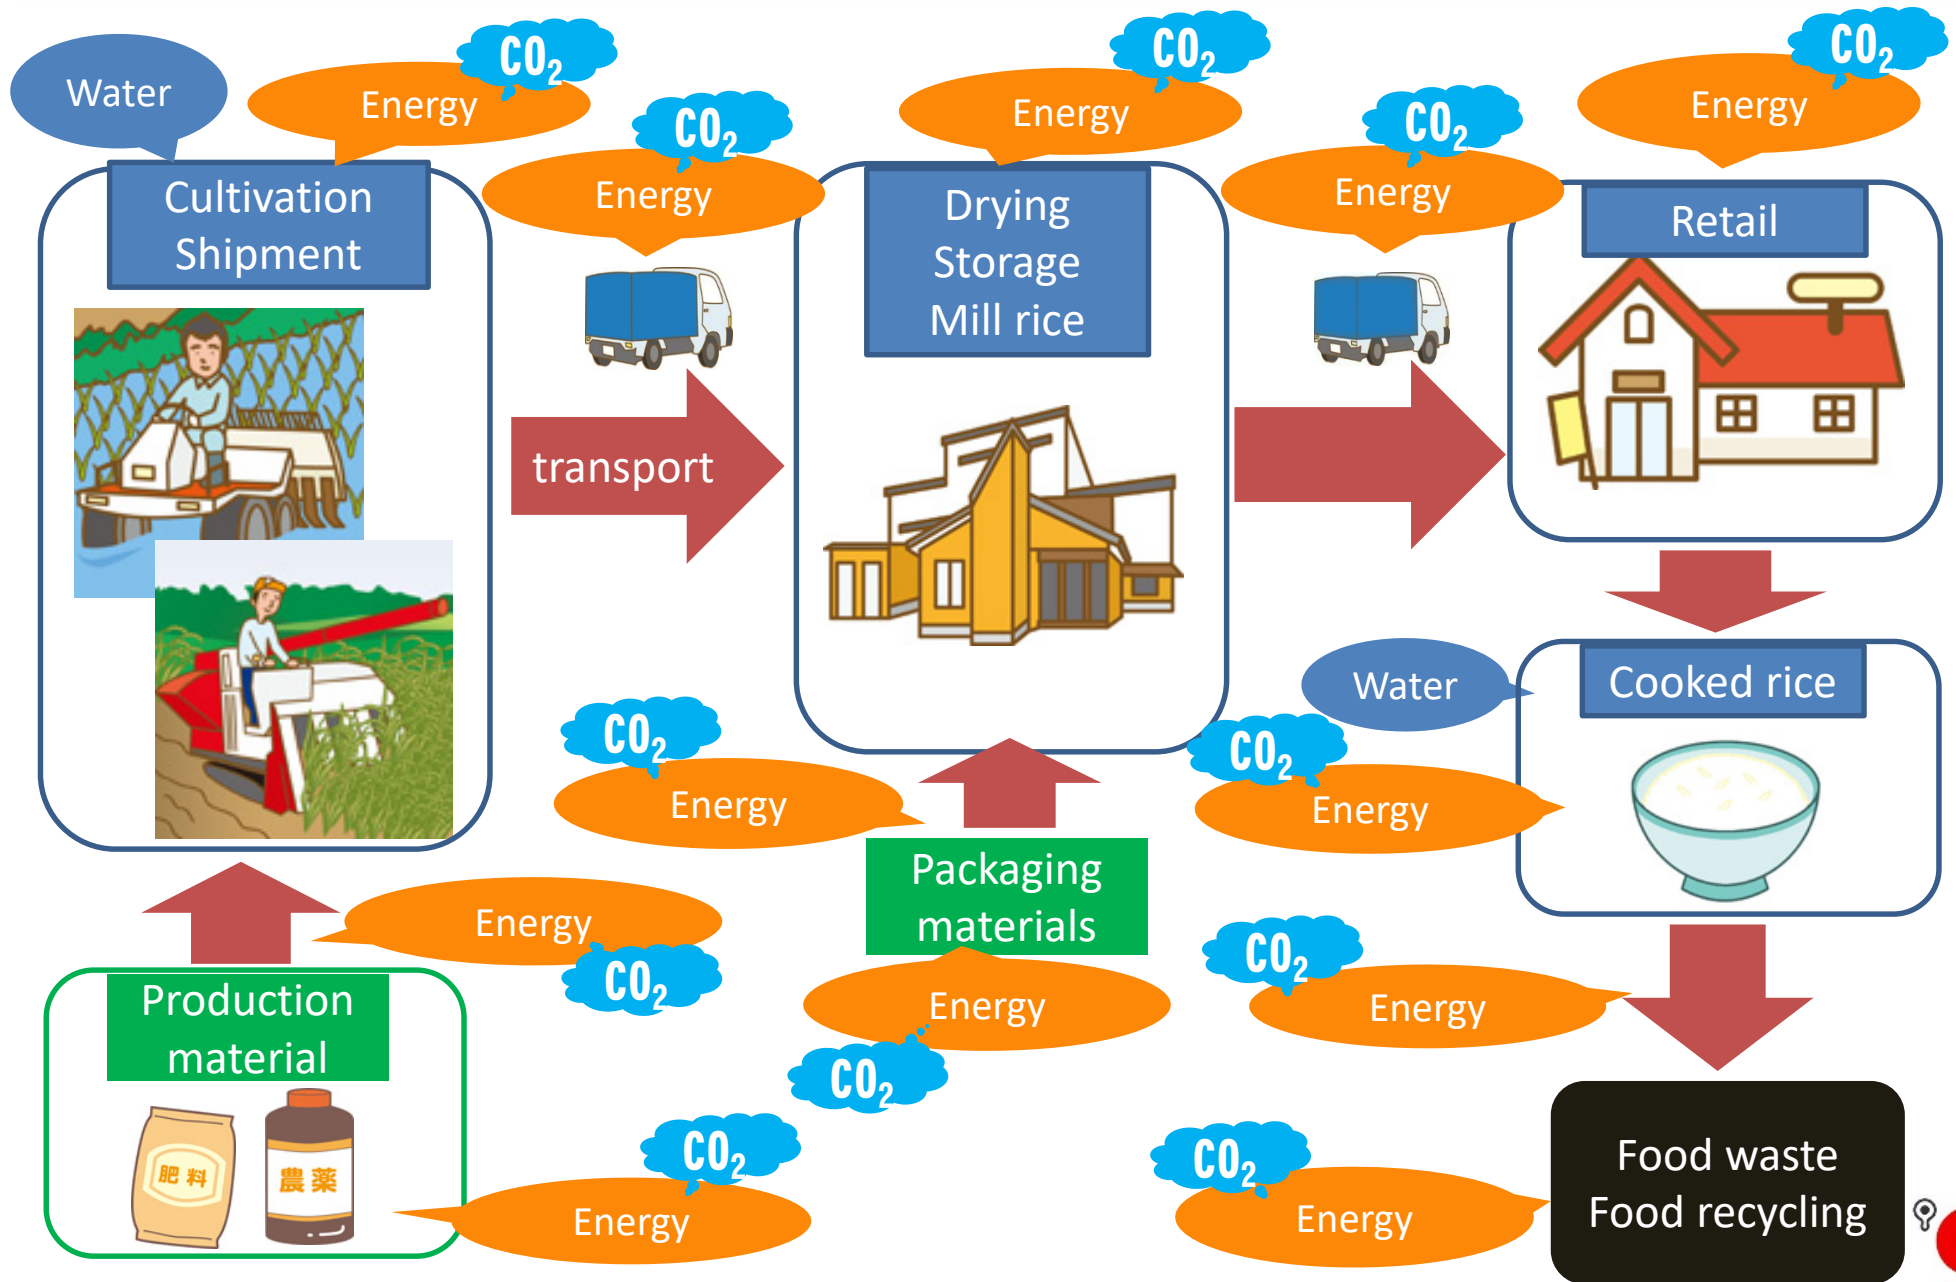 Water
Energy
CO₂
Energy
CO₂
Energy
CO₂
Energy
CO₂
Energy
CO₂
Cultivation
Shipment
transport
Drying
Storage
Mill rice
Retail
Water
Cooked rice
CO₂
Energy
CO₂
Energy
Packaging
materials
Energy
CO₂
Energy
CO₂
CO₂
Energy
Production
material
肥料
農薬
CO₂
Energy
CO₂
Energy
Food waste
Food recycling